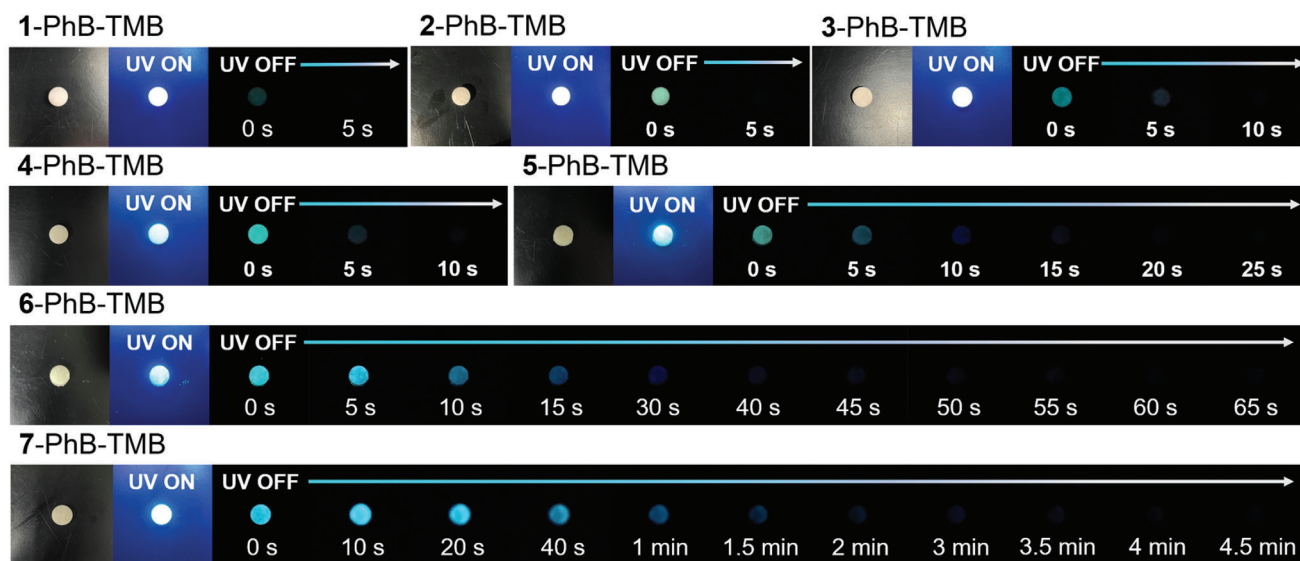 1-PhB-TMB
UV ON
UV OFF
0 s
5 s
2-PhB-TMB
UV ON
UV OFF
0 s
5 s
3-PhB-TMB
UV ON
UV OFF
0 s
5 s
10 s
4-PhB-TMB
UV ON
UV OFF
0 s
5 s
10 s
5-PhB-TMB
UV ON
UV OFF
0 s
5 s
10 s
15 s
20 s
25 s
6-PhB-TMB
UV ON
UV OFF
0 s
5 s
10 s
15 s
30 s
40 s
45 s
50 s
55 s
60 s
65 s
7-PhB-TMB
UV ON
UV OFF
0 s
10 s
20 s
40 s
1 min
1.5 min
2 min
3 min
3.5 min
4 min
4.5 min